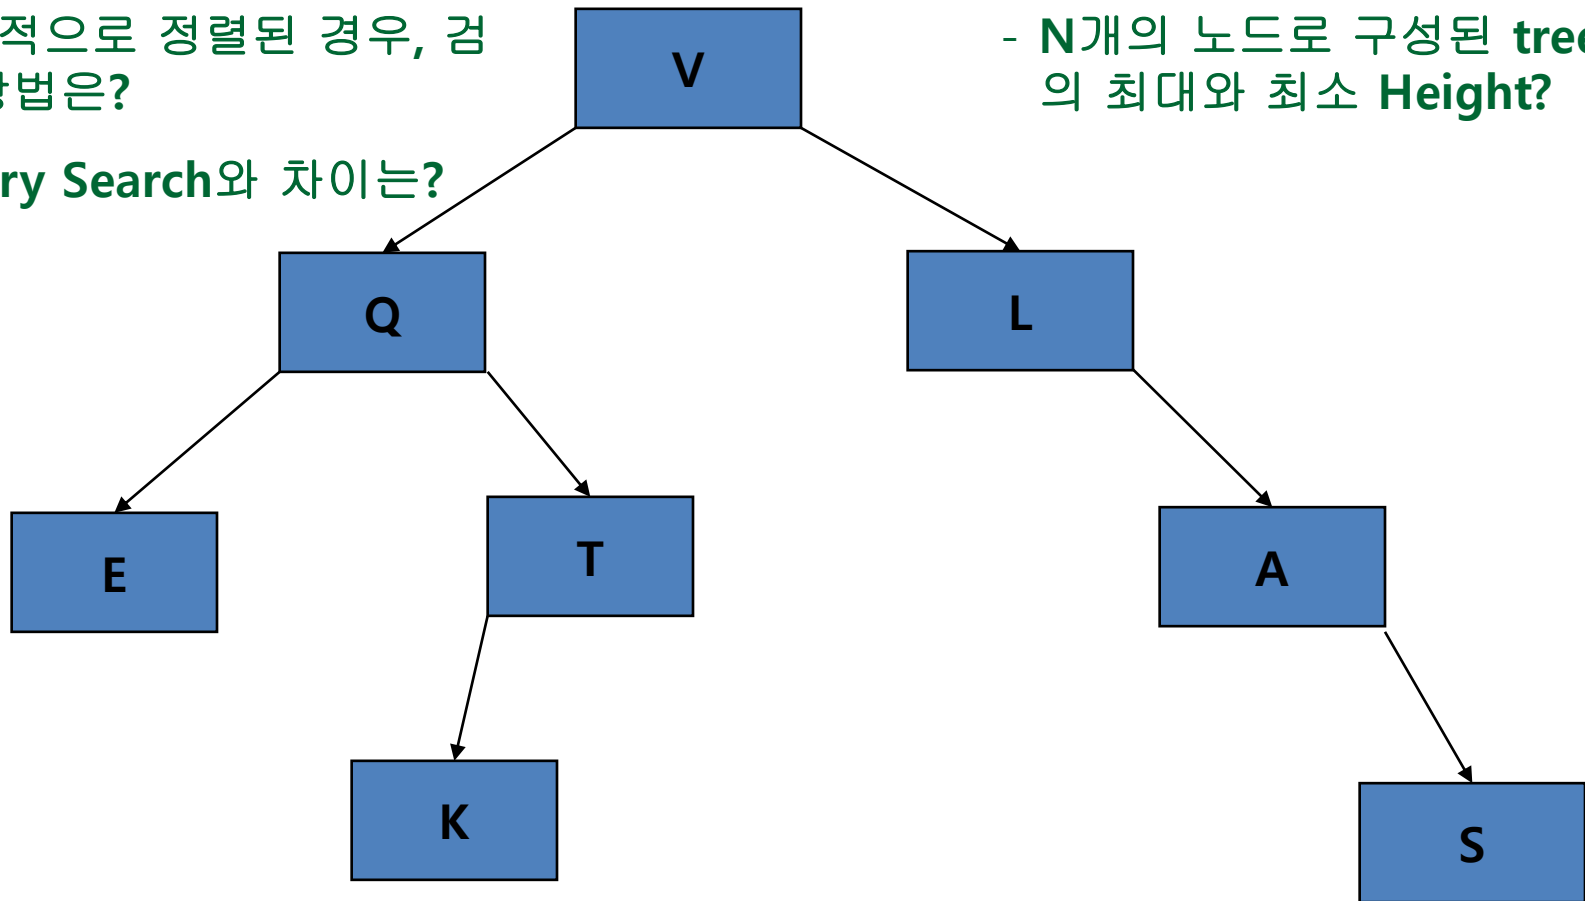 적으로 정렬된 경우, 검
방법은?
ry Search와 차이는?
- N개의 노드로 구성된 tree
의 최대와 최소 Height?
V
Q
L
E
T
A
K
S